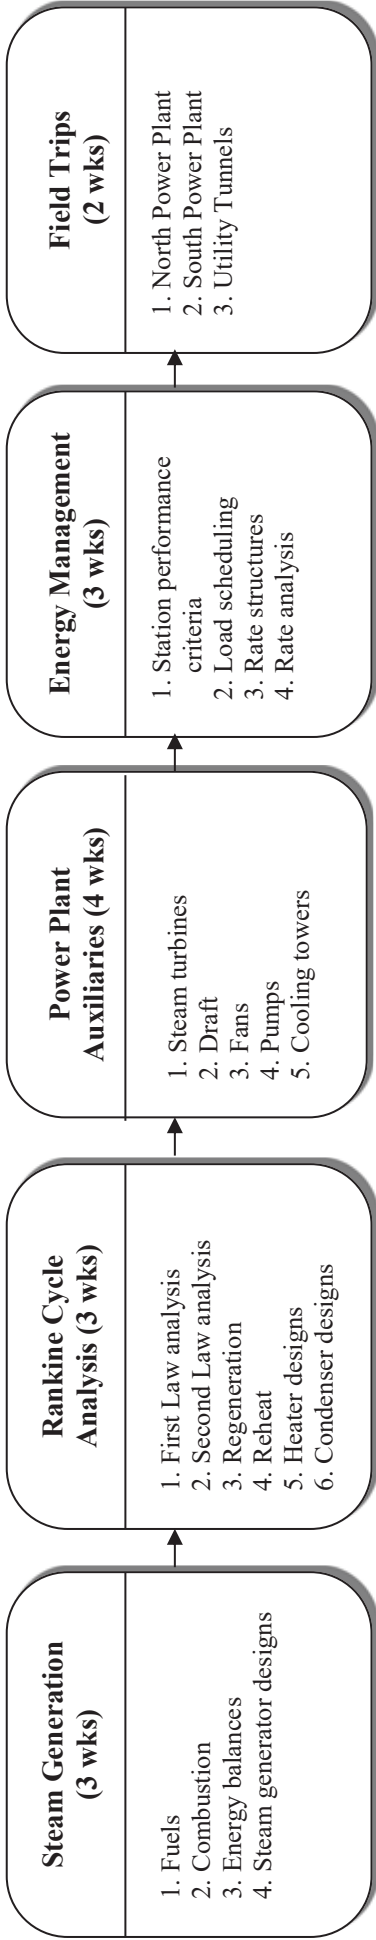 Steam Generation
(3 wks)
1. Fuels
2. Combustion
3. Energy balances
4. Steam generator designs
Rankine Cycle
Analysis (3 wks)
1. First Law analysis
2. Second Law analysis
3. Regeneration
4. Reheat
5. Heater designs
6. Condenser designs
Power Plant
Auxiliaries (4 wks)
1. Steam turbines
2. Draft
3. Fans
4. Pumps
5. Cooling towers
Energy Management
(3 wks)
1. Station performance
criteria
2. Load scheduling
3. Rate structures
4. Rate analysis
Field Trips
(2 wks)
1. North Power Plant
2. South Power Plant
3. Utility Tunnels